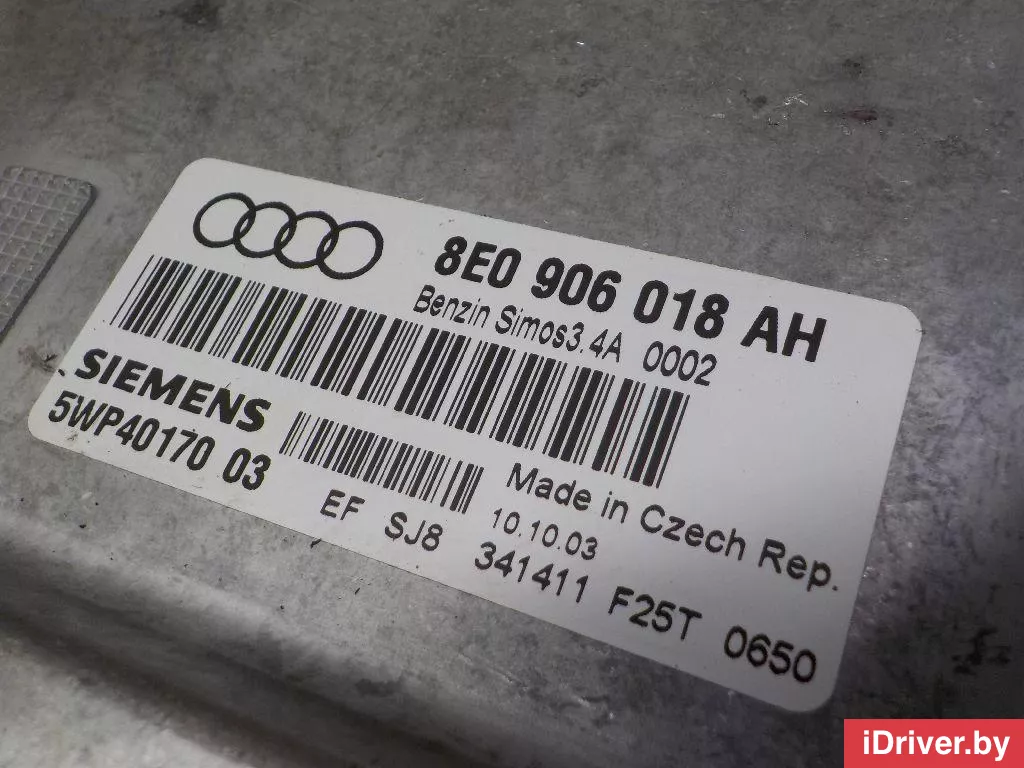 8E0 906 018 AH
Benzin Simos3.4A 0002
SIEMENS
5WP40170 03
Made in Czech Rep.
10.10.03
EF SJ8 341411 F25T 0650
iDriver.by